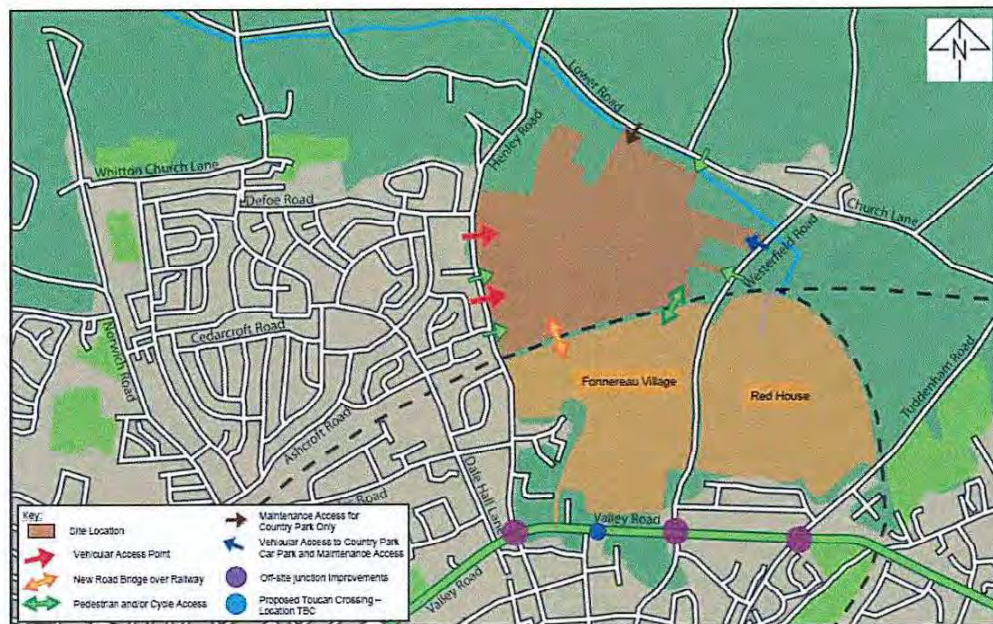 N
Lower Road
Henley Road
Whitton Church Lane
Defoe Road
Church Lane
Westerfield Road
Norwich Road
Cedarcroft Road
Fonnereau Village
Red House
Tuddenham Road
Ashcroft Road
Dale Hall Lane
Road
Valley Road
Valley Road
Key:
Site Location
Vehicular Access Point
New Road Bridge over Railway
Pedestrian and/or Cycle Access
Maintenance Access for
Country Park Only
Vehicular Access to Country Park
Car Park and Maintenance Access
Off-site Junction Improvements
Proposed Toucan Crossing –
Location TBC